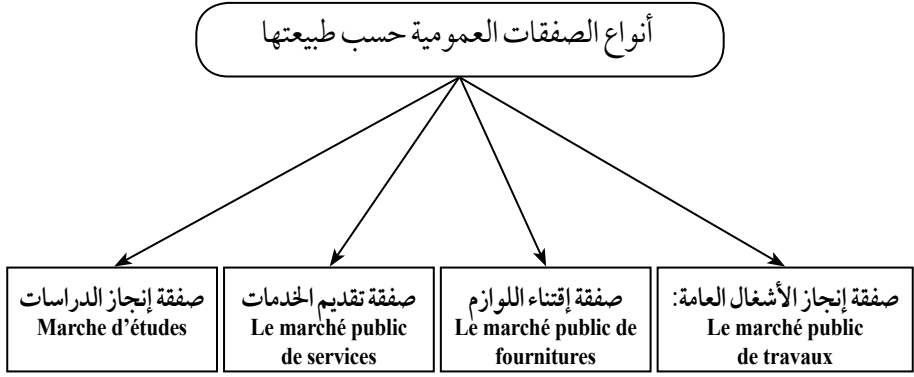 أنواع الصفقات العمومية حسب طبيعتها
صفقة إنجاز الأشغال العامة:
Le marché public
de travaux
صفقة إقتناء اللوازم
Le marché public de
fournitures
صفقة تقديم الخدمات
Le marché public
de services
صفقة إنجاز الدراسات
Marche d’études